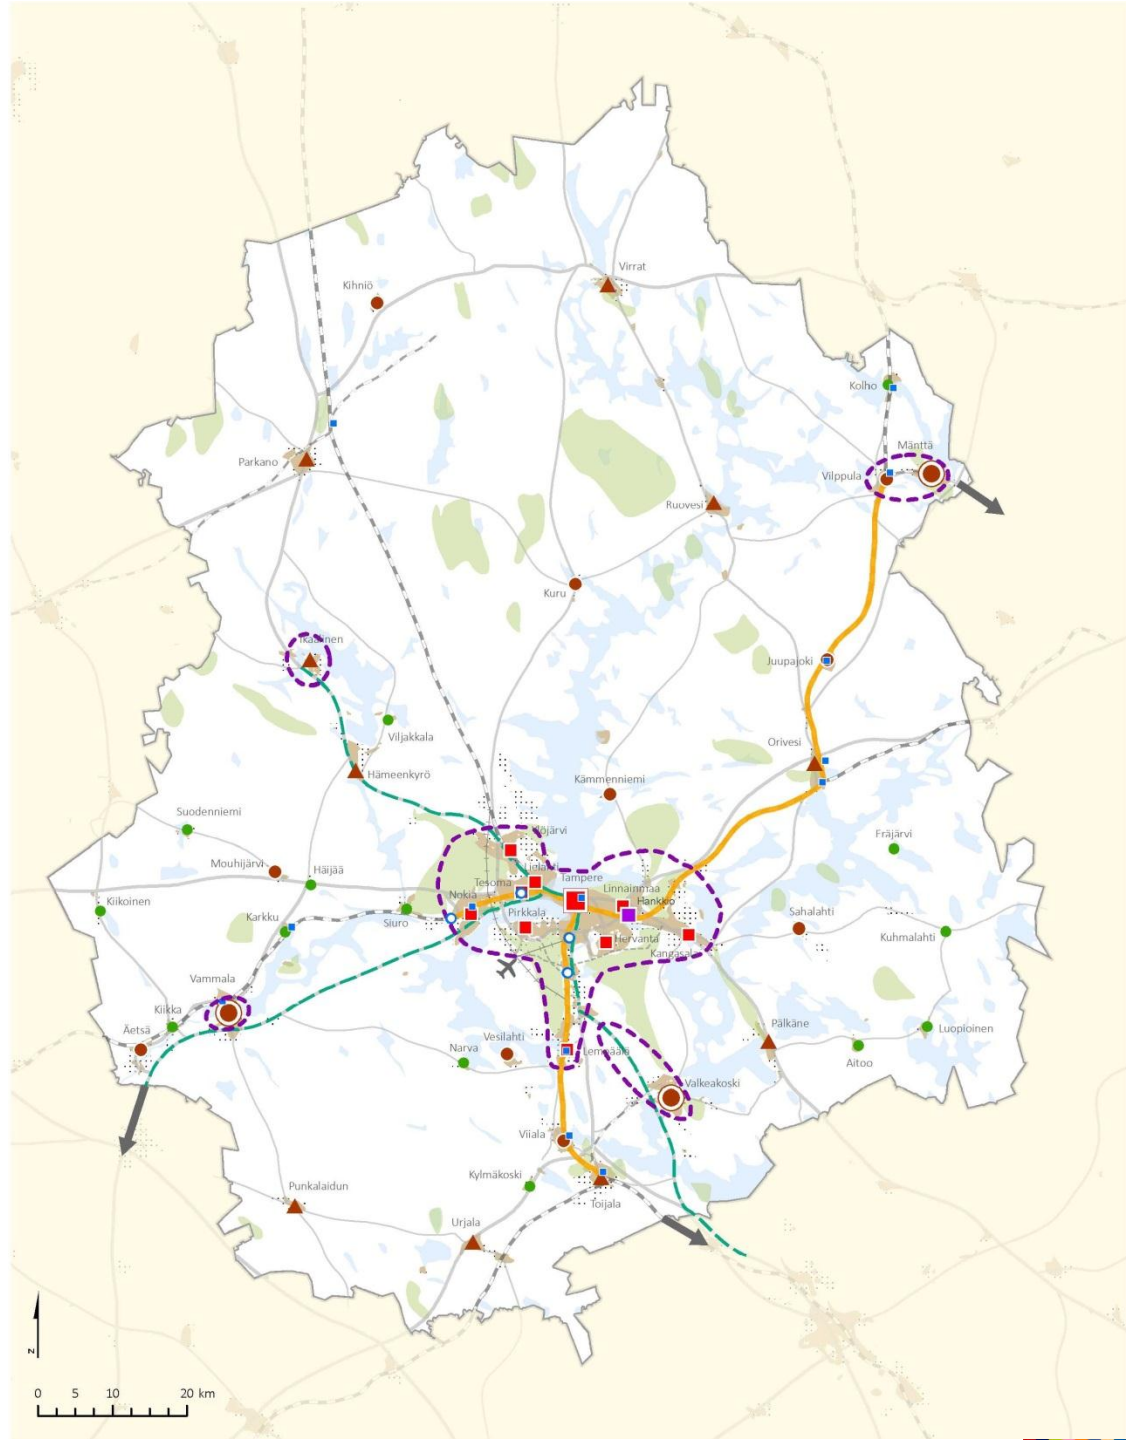 Virrat
Kihniö
Kolho
Mänttä
Parkano
Vilppula
Ruovesi
Kuru
Ikaalinen
Juupajoki
Viljakkala
Orivesi
Hämeenkyrö
Kämmenniemi
Suodenniemi
Ylöjärvi
Fräjärvi
Mouhijärvi
Häijää
Lielahti
Tesoma
Tampere
Linnainmaa
Kiikoinen
Nokia
Hankkio
Karkku
Siuro
Pirkkala
Sahalahti
Hervanta
Kuhmalahti
Kangasala
Vammala
Kiikka
Äetsä
Vesilahti
Pälkäne
Luopioinen
Narva
Lempäälä
Aitoo
Valkeakoski
Viiala
Kylmäkoski
Punkalaidun
Toijala
Urjala
N
0 5 10 20 km